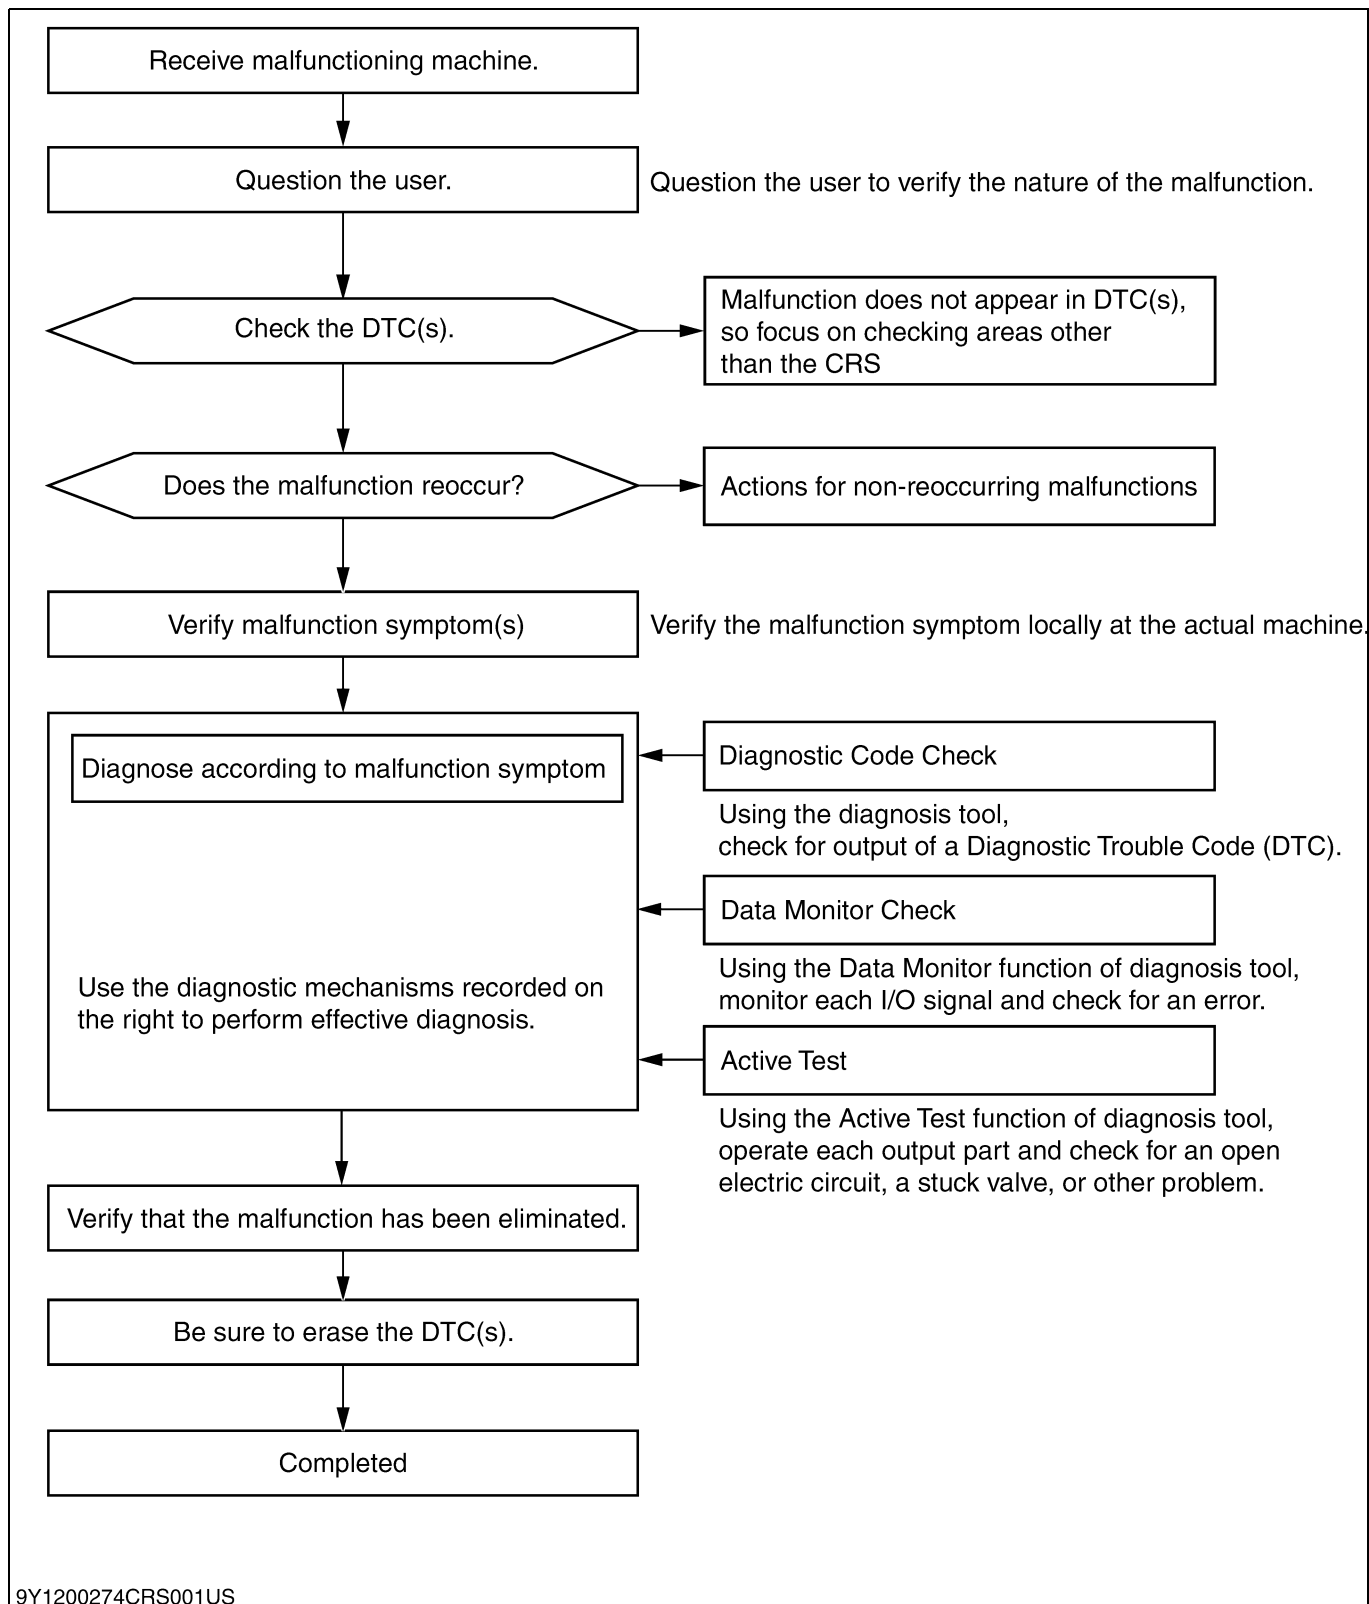 Receive malfunctioning machine.
Question the user.
Question the user to verify the nature of the malfunction.
Check the DTC(s).
Malfunction does not appear in DTC(s),
so focus on checking areas other
than the CRS
Does the malfunction reoccur?
Actions for non-reoccurring malfunctions
Verify malfunction symptom(s)
Verify the malfunction symptom locally at the actual machine.
Diagnose according to malfunction symptom
Use the diagnostic mechanisms recorded on
the right to perform effective diagnosis.
Diagnostic Code Check
Using the diagnosis tool,
check for output of a Diagnostic Trouble Code (DTC).
Data Monitor Check
Using the Data Monitor function of diagnosis tool,
monitor each I/O signal and check for an error.
Active Test
Using the Active Test function of diagnosis tool,
operate each output part and check for an open
electric circuit, a stuck valve, or other problem.
Verify that the malfunction has been eliminated.
Be sure to erase the DTC(s).
Completed
9Y1200274CRS001US